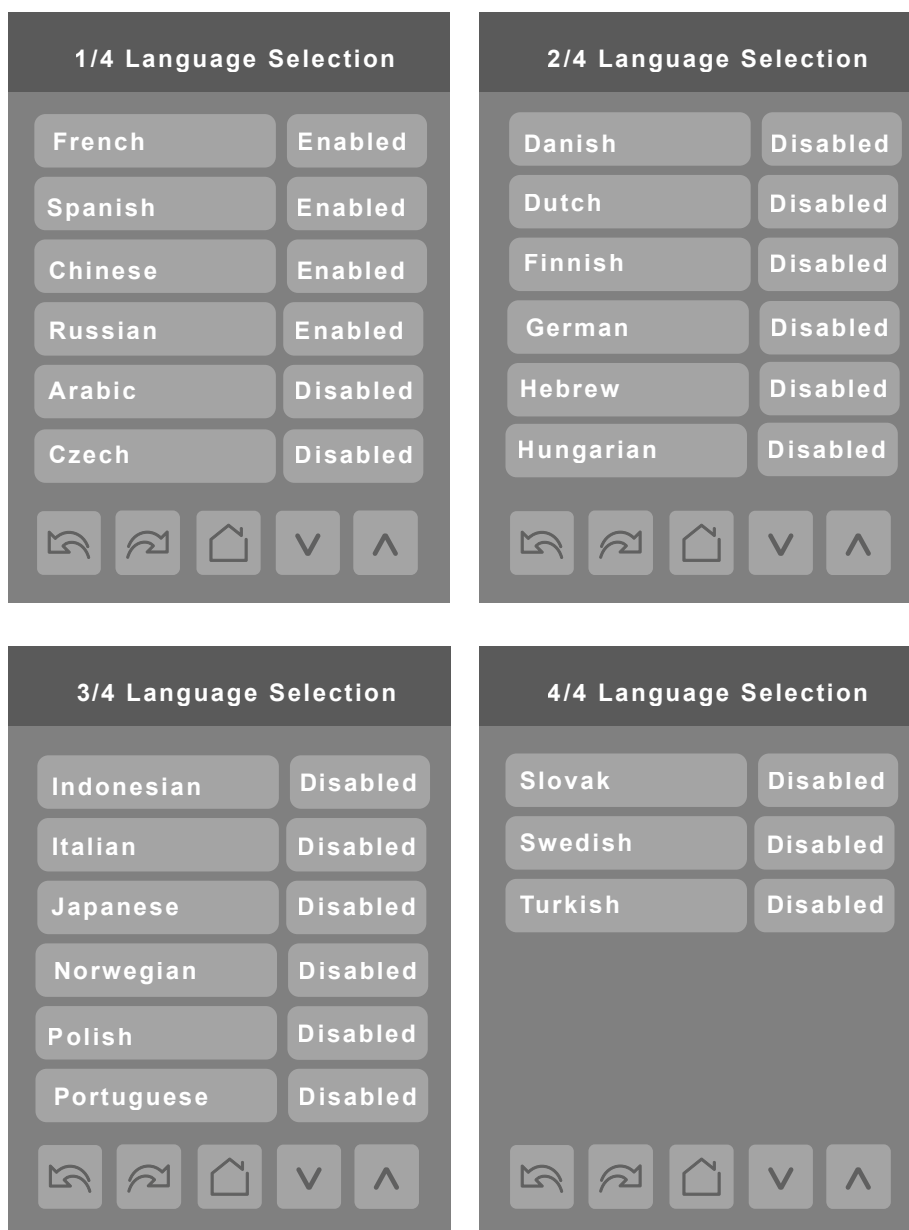 1/4 Language Selection
French Enabled
Spanish Enabled
Chinese Enabled
Russian Enabled
Arabic Disabled
Czech Disabled
2/4 Language Selection
Danish Disabled
Dutch Disabled
Finnish Disabled
German Disabled
Hebrew Disabled
Hungarian Disabled
3/4 Language Selection
Indonesian Disabled
Italian Disabled
Japanese Disabled
Norwegian Disabled
Polish Disabled
Portuguese Disabled
4/4 Language Selection
Slovak Disabled
Swedish Disabled
Turkish Disabled